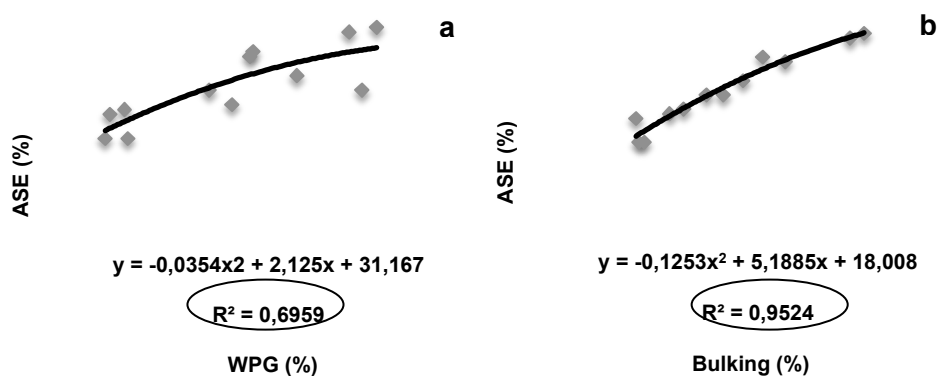 a
ASE (%)
y = -0,0354x2 + 2,125x + 31,167
R² = 0,6959
WPG (%)
b
ASE (%)
y = -0,1253x² + 5,1885x + 18,008
R² = 0,9524
Bulking (%)